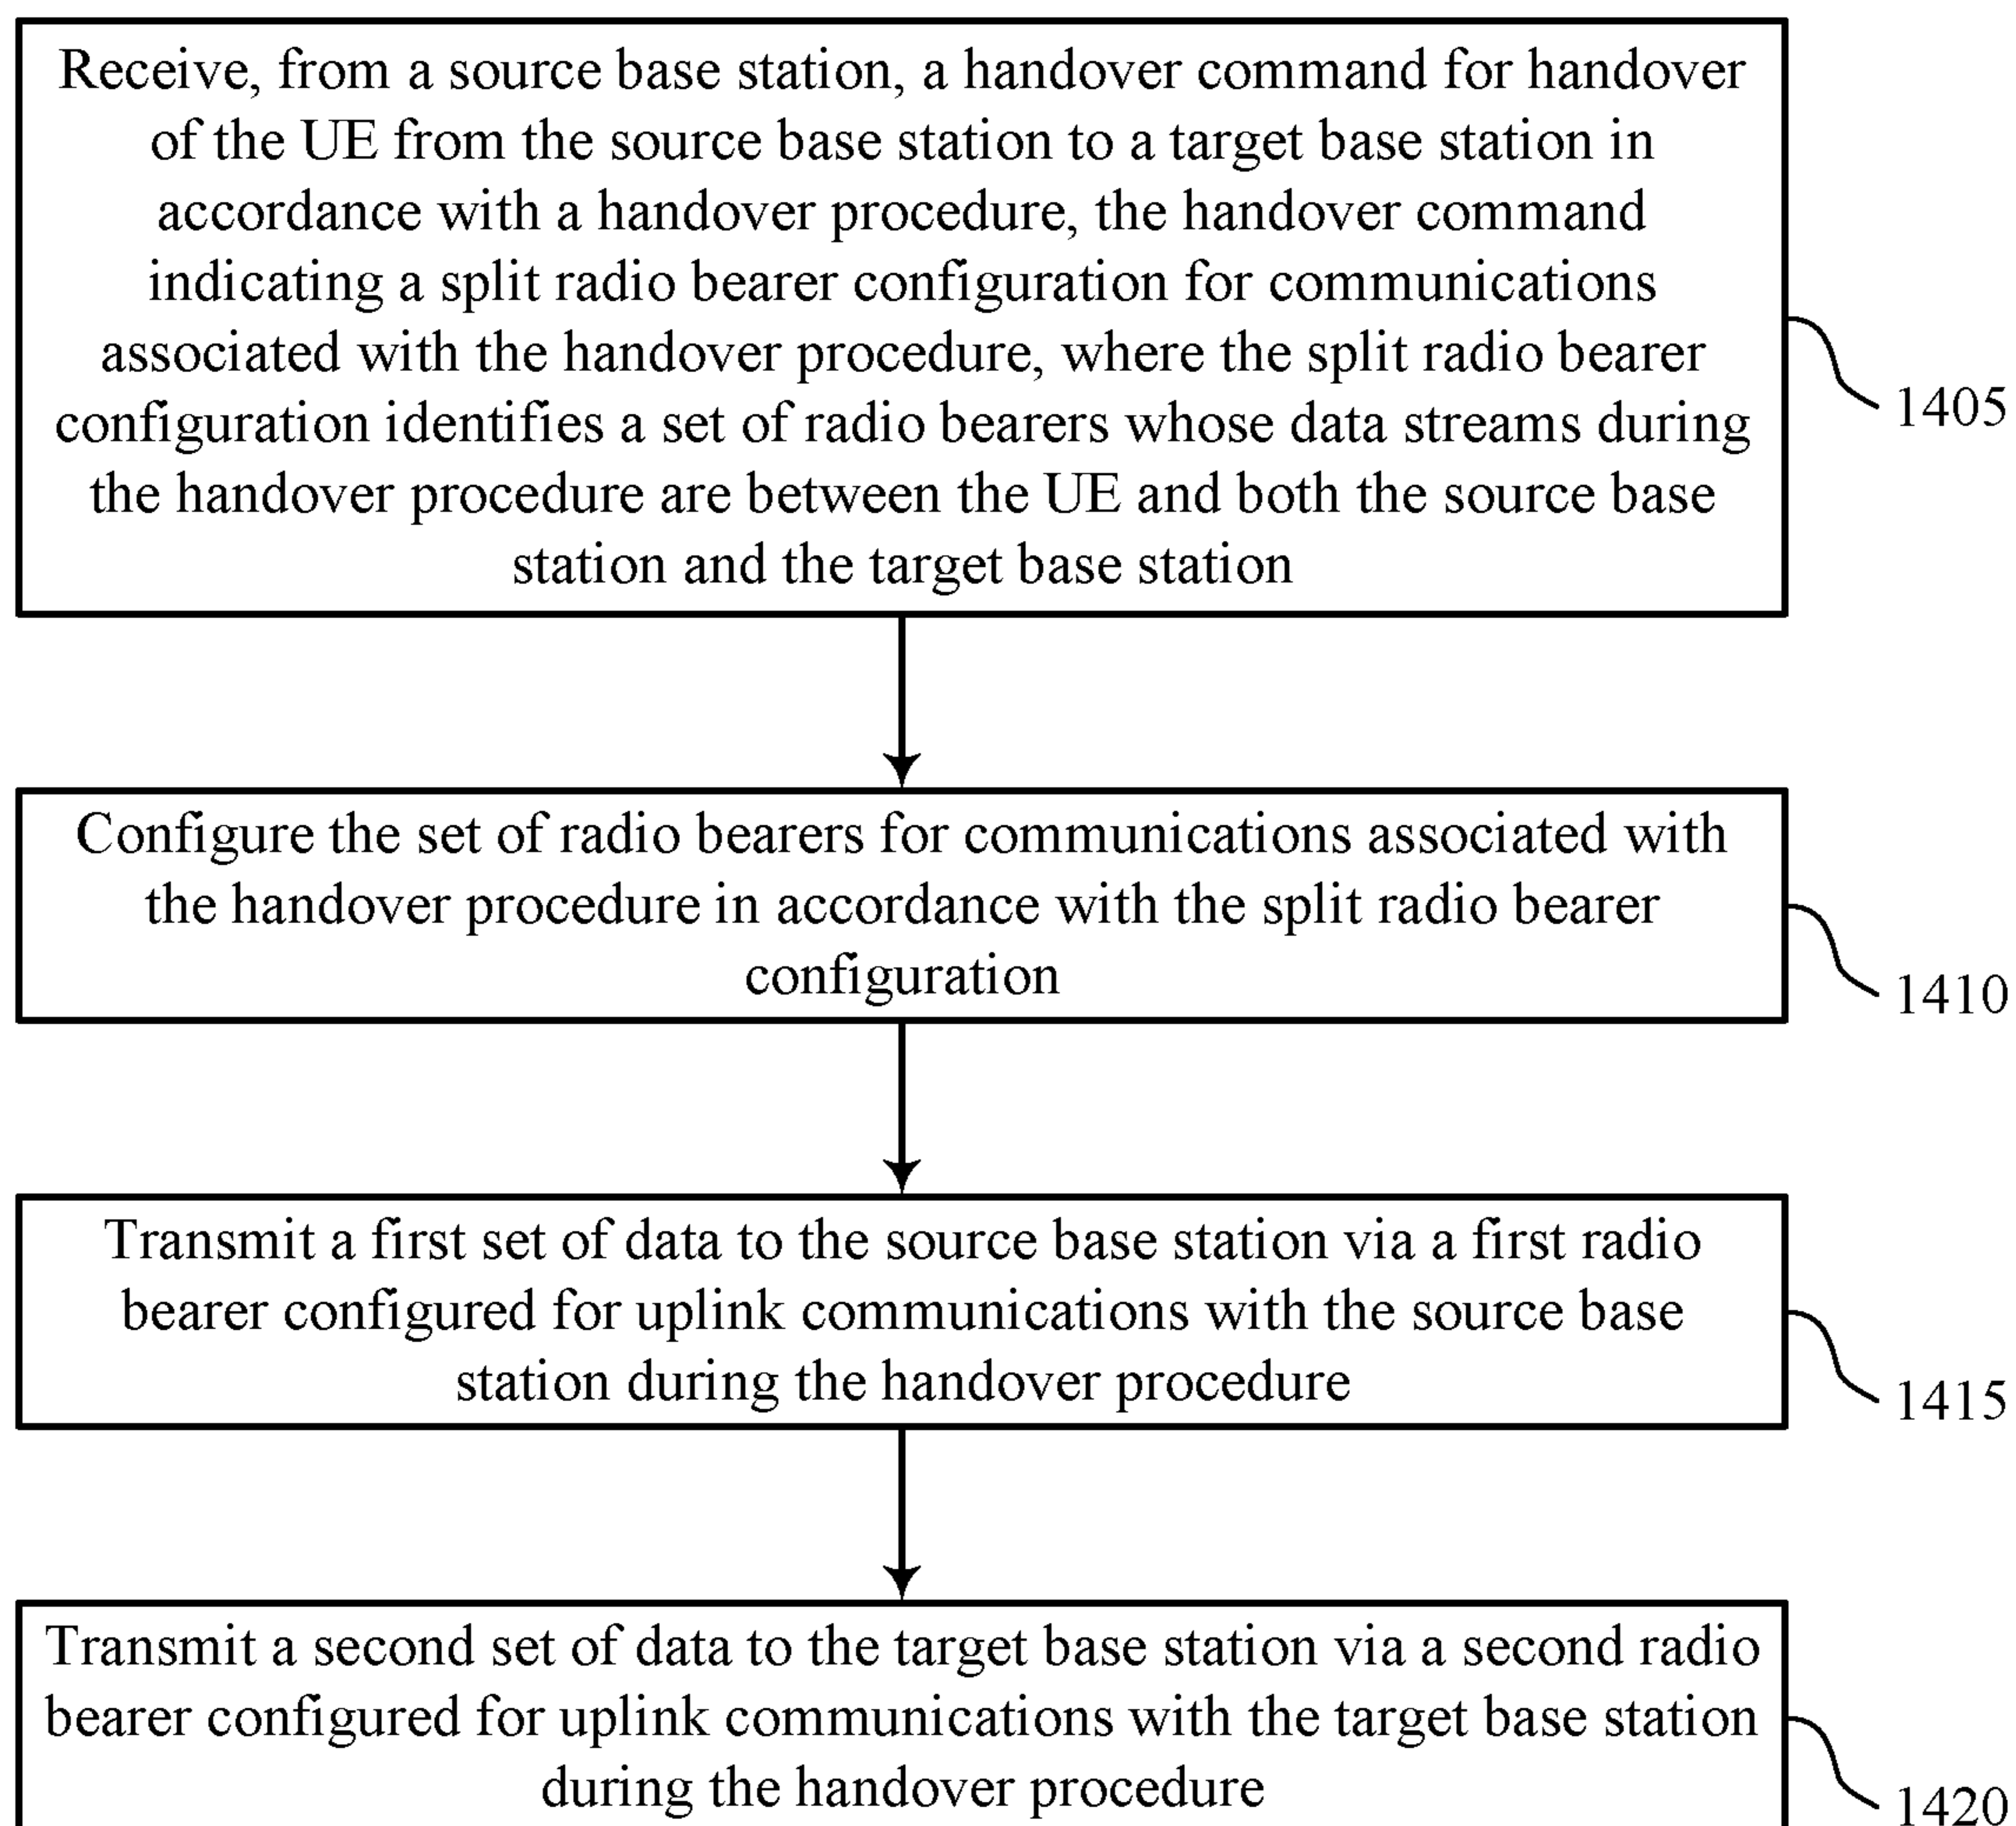 Receive, from a source base station, a handover command for handover
of the UE from the source base station to a target base station in
accordance with a handover procedure, the handover command
indicating a split radio bearer configuration for communications
associated with the handover procedure, where the split radio bearer
configuration identifies a set of radio bearers whose data streams during
the handover procedure are between the UE and both the source base
station and the target base station
1405
Configure the set of radio bearers for communications associated with
the handover procedure in accordance with the split radio bearer
configuration
1410
Transmit a first set of data to the source base station via a first radio
bearer configured for uplink communications with the source base
station during the handover procedure
1415
Transmit a second set of data to the target base station via a second radio
bearer configured for uplink communications with the target base station
during the handover procedure
1420